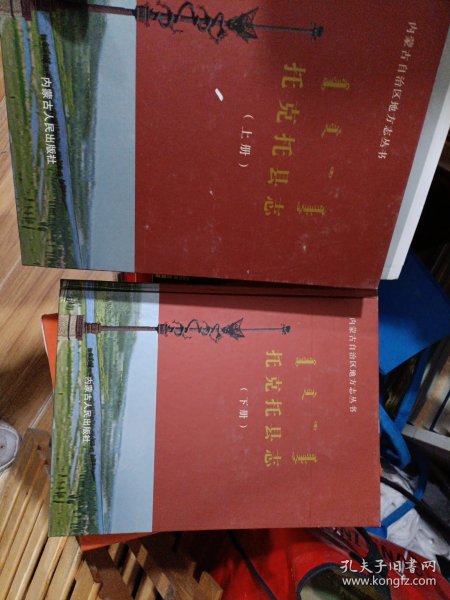 内蒙古自治区地方志丛书
托克托县志
（上册）
内蒙古人民出版社
内蒙古自治区地方志丛书
托克托县志
（下册）
内蒙古人民出版社
孔夫子旧书网
www.kongfz.com